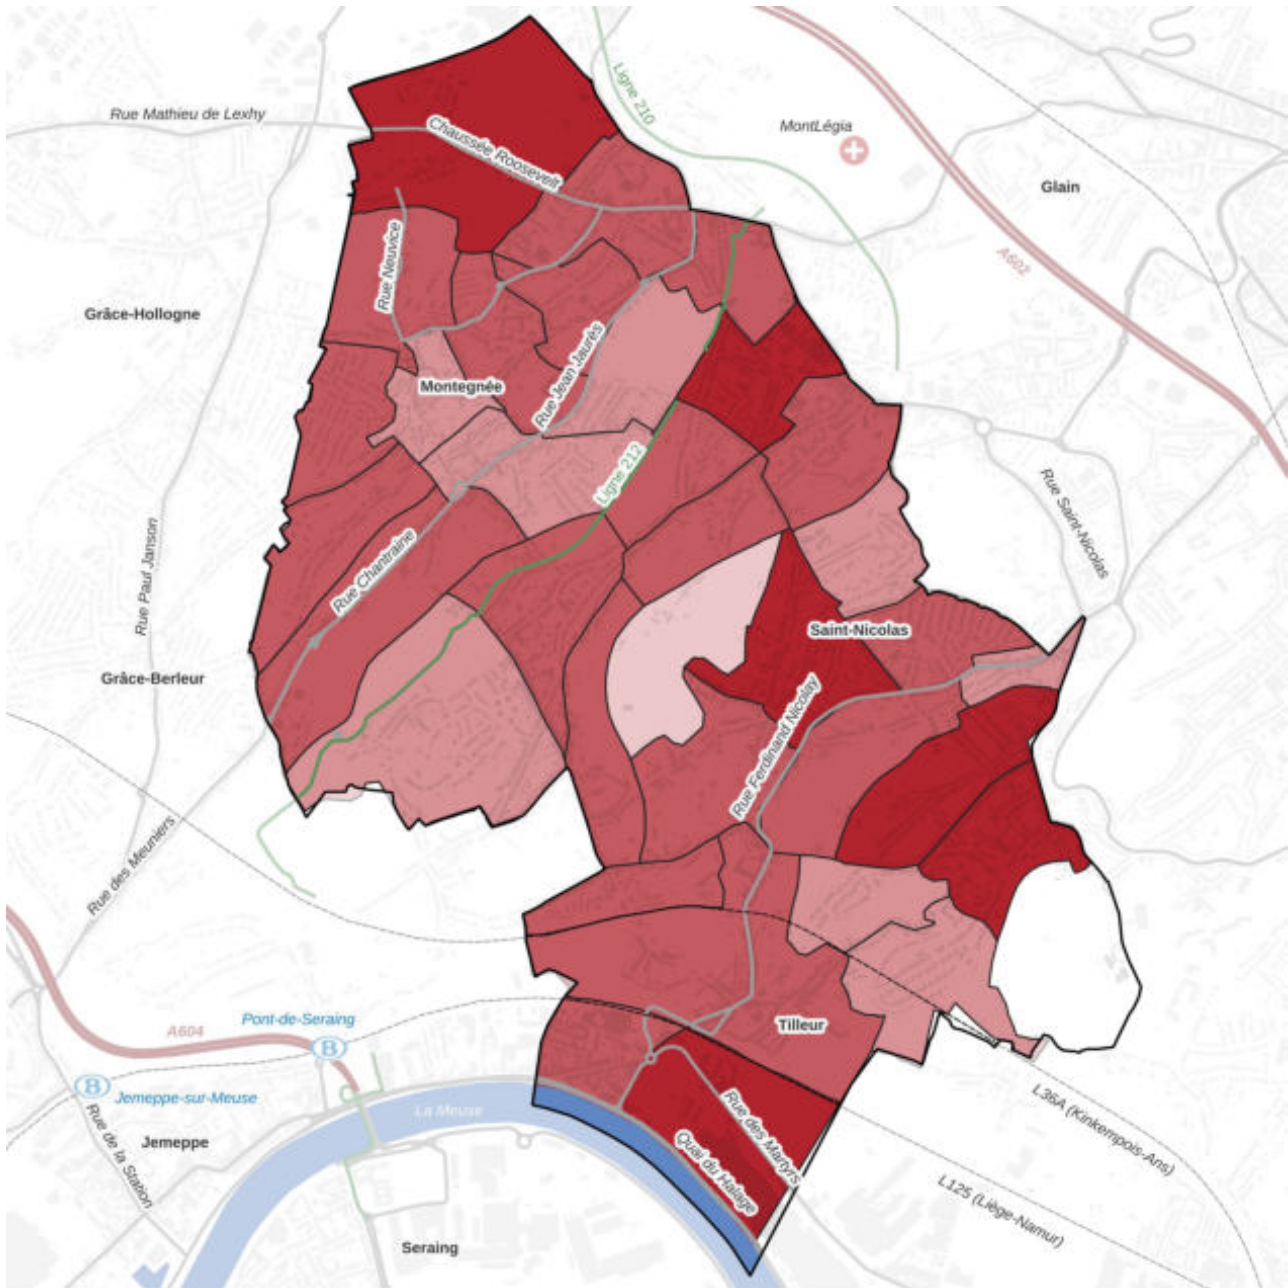 Ligne 210
Rue Mathieu de Lexhy
Chaussée Roosevelt
MontLégia
Glain
A602
Rue Neuvice
Grâce-Hollogne
Montegnée
Rue Jean Jaurès
Ligne 212
Rue Saint-Nicolas
Rue Paul Janson
Rue Chantraine
Saint-Nicolas
Grâce-Berleur
Rue Ferdinand Nicolay
Rue des Meuniers
Pont-de-Seraing
A604
B
Tilleur
B
Jemeppe-sur-Meuse
La Meuse
Rue des Martyrs
L36A (Kinkempois-Ans)
Jemeppe
Rue de la Station
Quai du Halage
L125 (Liège-Namur)
Seraing